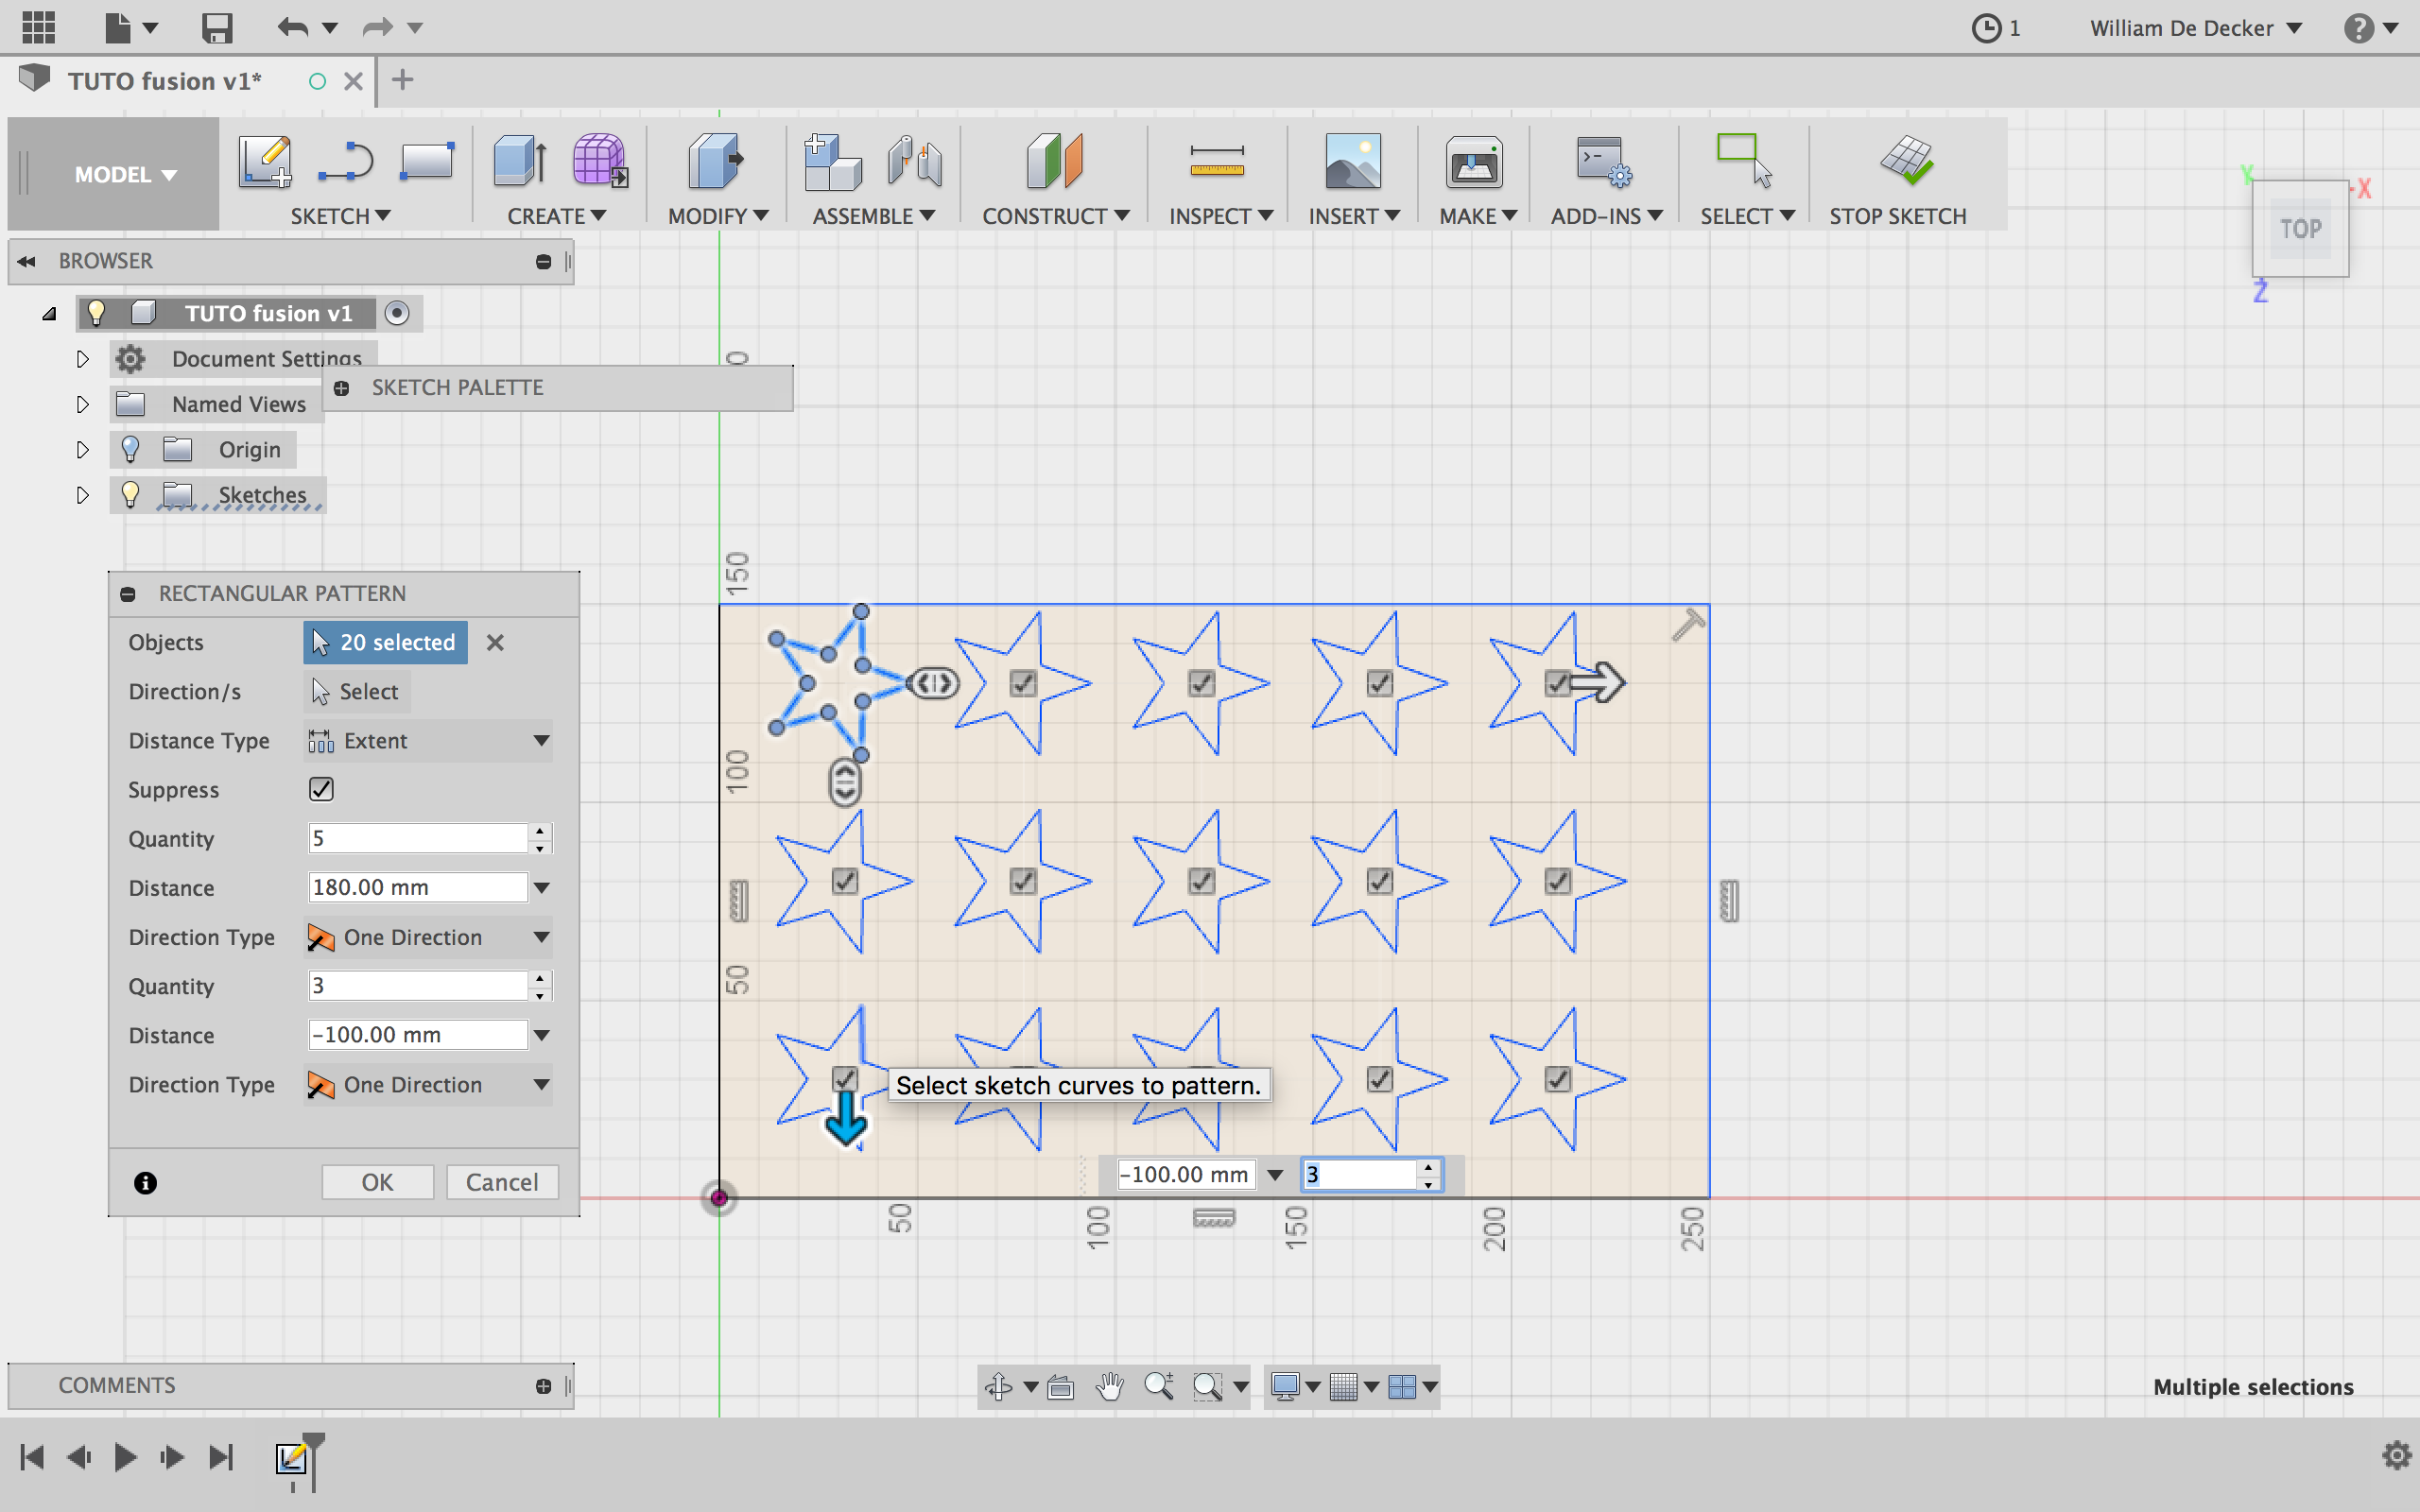 1
William De Decker
?
TUTO fusion v1*
MODEL
SKETCH
CREATE
MODIFY
ASSEMBLE
CONSTRUCT
INSPECT
INSERT
MAKE
ADD-INS
SELECT
STOP SKETCH
Y
X
TOP
Z
BROWSER
TUTO fusion v1
Document Settings
Named Views
Origin
Sketches
SKETCH PALETTE
RECTANGULAR PATTERN
Objects
20 selected
Direction/s
Select
Distance Type
Extent
Suppress
Quantity
5
Distance
180.00 mm
Direction Type
One Direction
Quantity
3
Distance
-100.00 mm
Direction Type
One Direction
OK
Cancel
150
100
50
Select sketch curves to pattern.
-100.00 mm
3
50
100
150
200
250
COMMENTS
Multiple selections